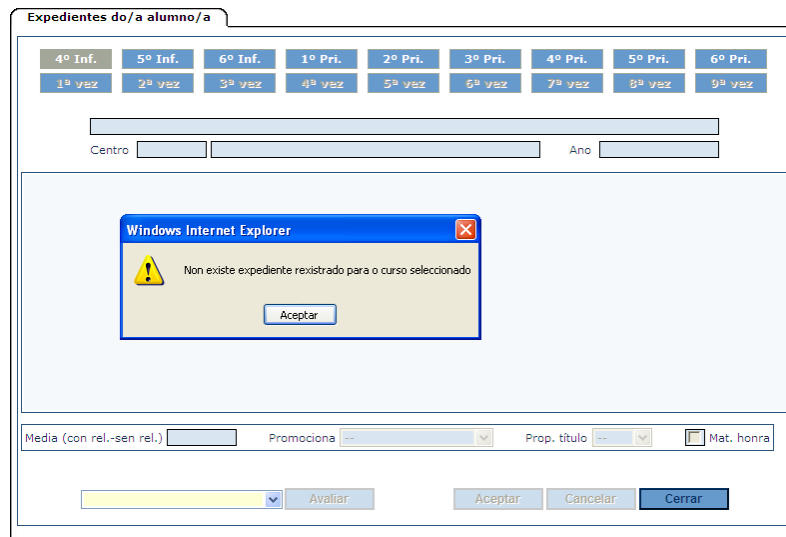 Expedientes do/a alumno/a
4º Inf. 5º Inf. 6º Inf. 1º Pri. 2º Pri. 3º Pri. 4º Pri. 5º Pri. 6º Pri.
1ª vez 2ª vez 3ª vez 4ª vez 5ª vez 6ª vez 7ª vez 8ª vez 9ª vez
Centro Ano
Windows Internet Explorer
Non existe expediente rexistrado para o curso seleccionado
Aceptar
Media (con rel.-sen rel.) Promociona -- Prop. título -- Mat. honra
Avaliar Aceptar Cancelar Cerrar